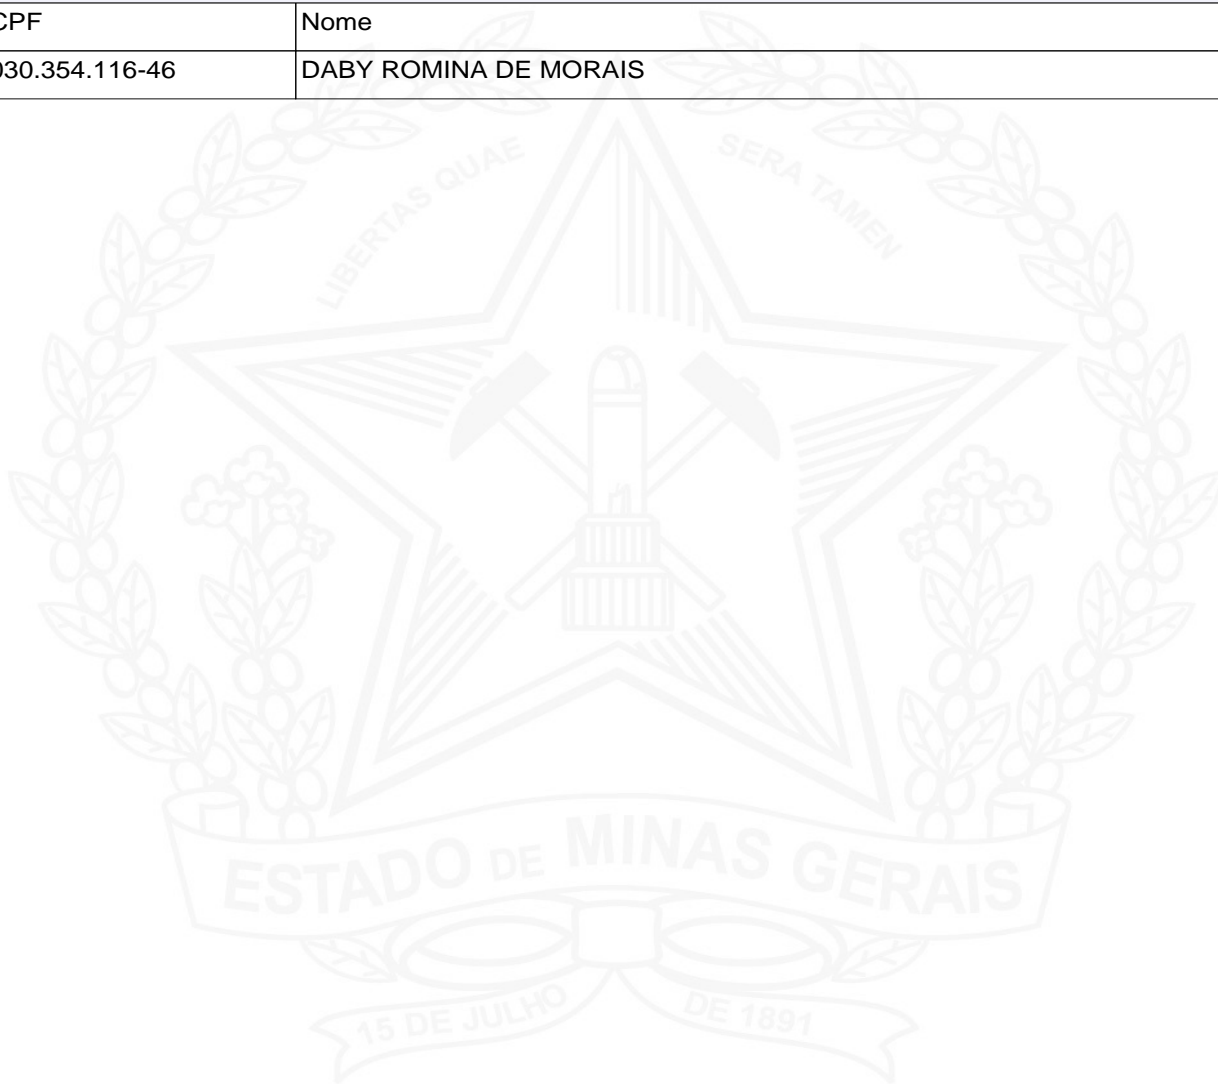 CPF Nome
030.354.116-46 DABY ROMINA DE MORAIS
LIBERTAS QUAE SERA TAMEN
ESTADO DE MINAS GERAIS
15 DE JULHO DE 1891